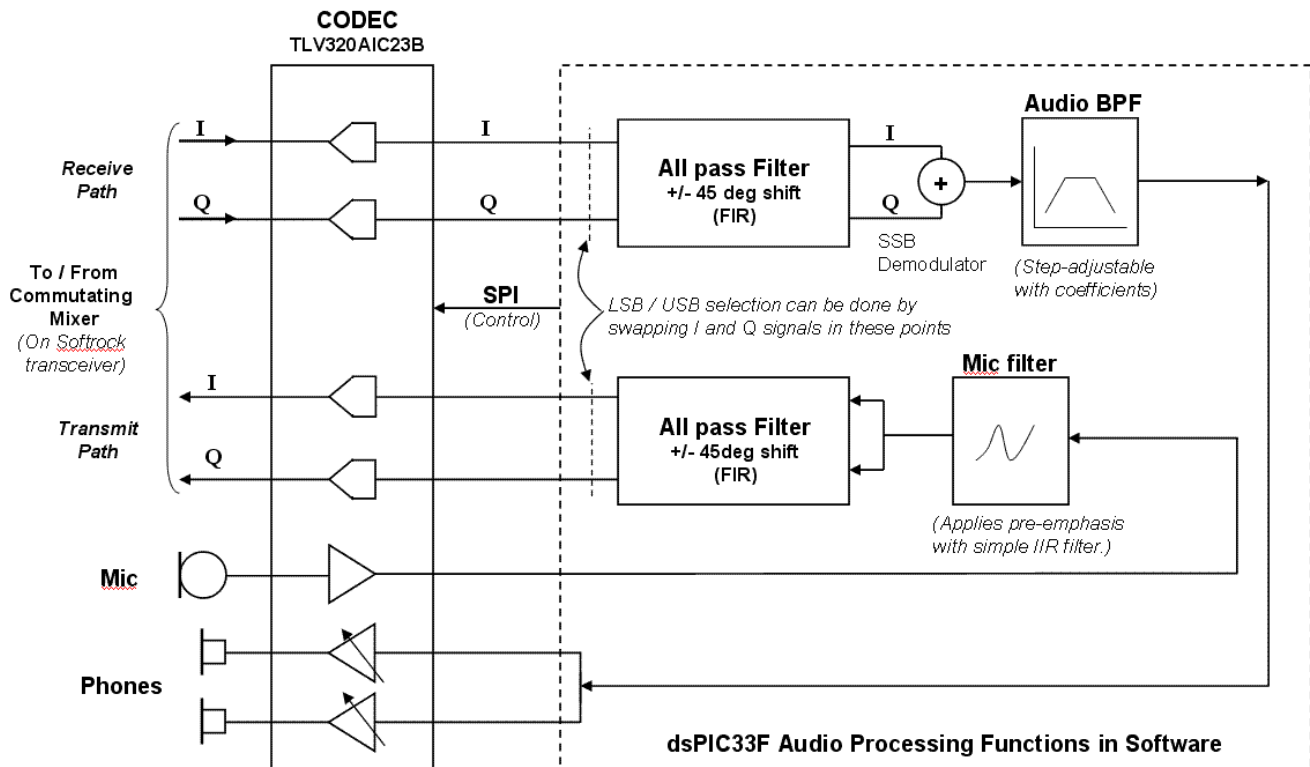 CODEC
TLV320AIC23B
I
I
Receive
Path
Q
Q
All pass Filter
+/- 45 deg shift
(FIR)
I
Q
+
SSB
Demodulator
Audio BPF
(Step-adjustable
with coefficients)
To / From
Commutating
Mixer
(On Softrock
transceiver)
SPI
(Control)
LSB / USB selection can be done by
swapping I and Q signals in these points
I
Transmit
Path
Q
All pass Filter
+/- 45deg shift
(FIR)
Mic filter
(Applies pre-emphasis
with simple IIR filter.)
Mic
Phones
dsPIC33F Audio Processing Functions in Software